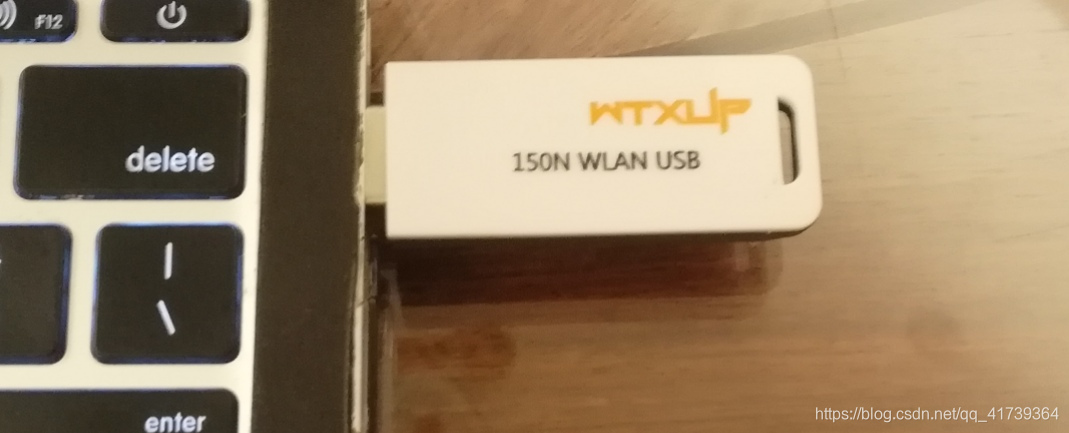 F12
delete
|
\
enter
WTXUP
150N WLAN USB
https://blog.csdn.net/qq_41739364